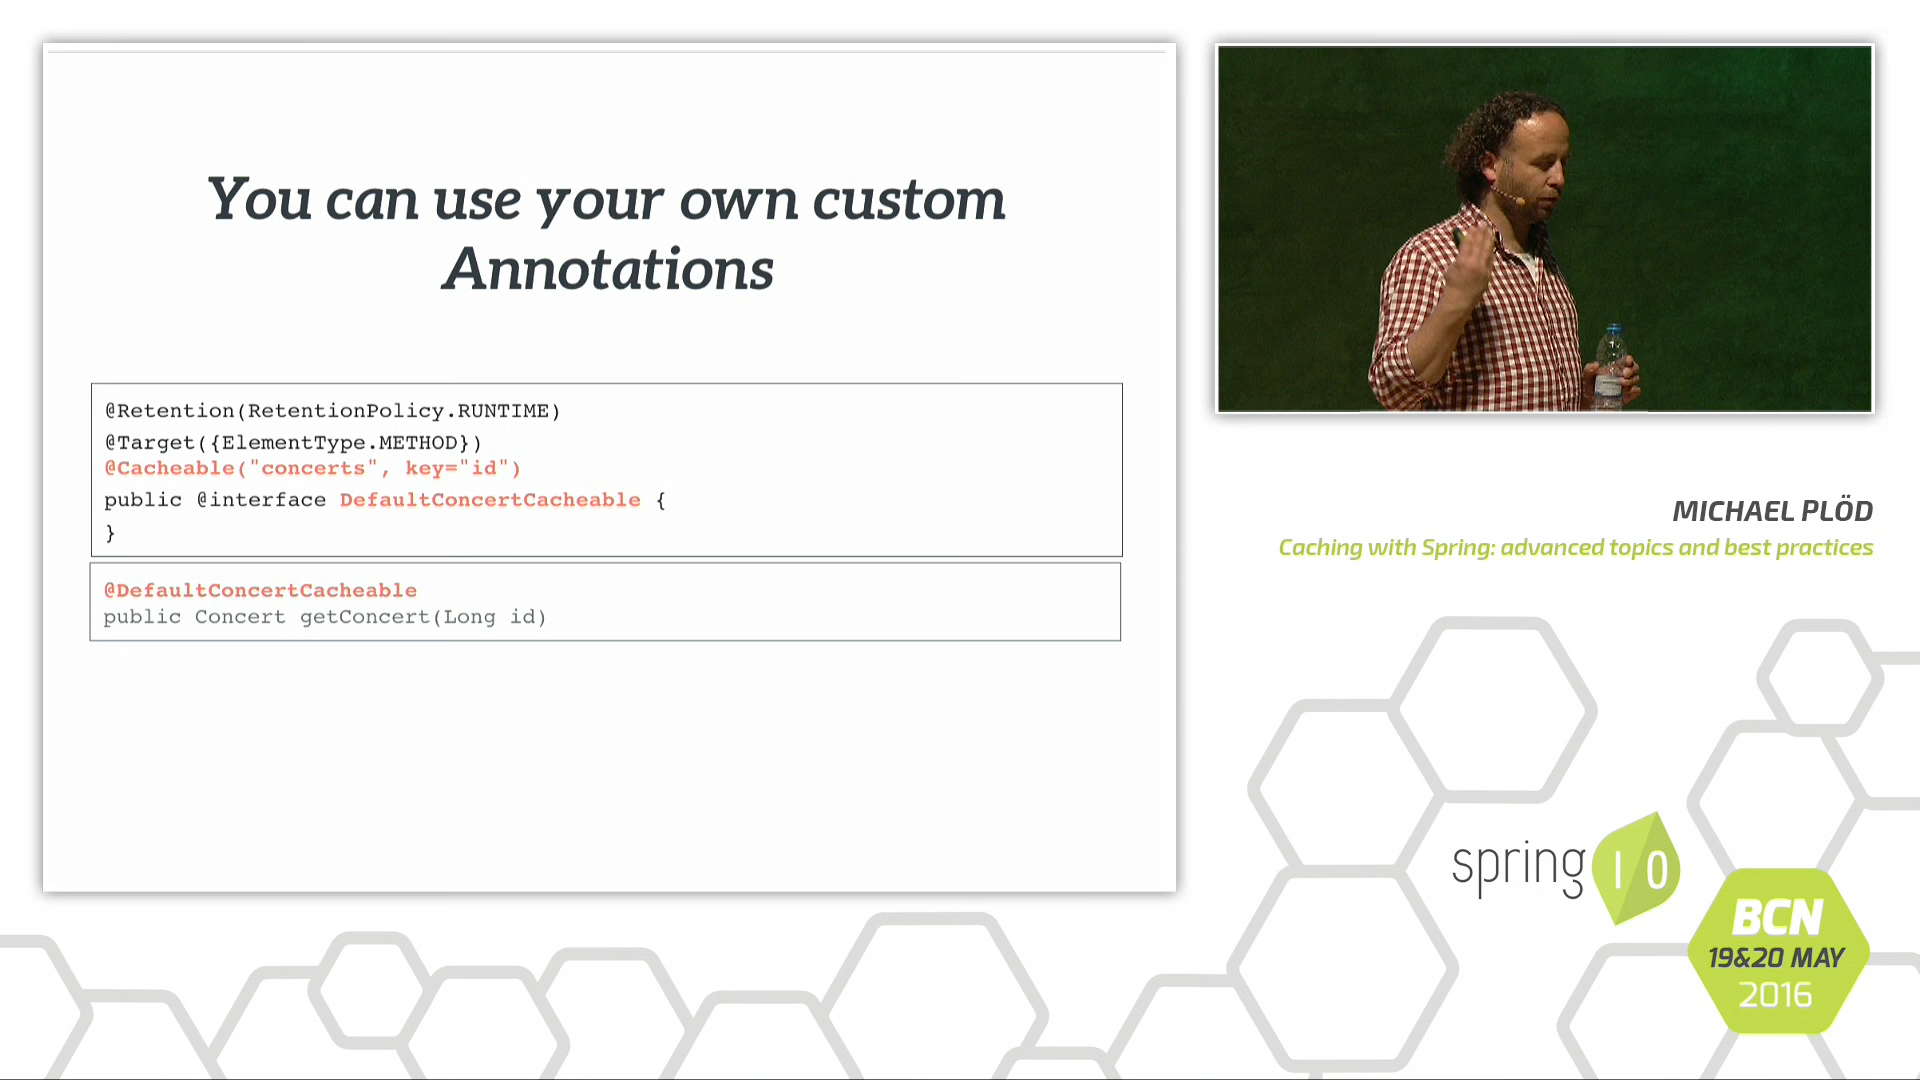 You can use your own custom
Annotations
@Retention(RetentionPolicy.RUNTIME)
@Target({ElementType.METHOD})
@Cacheable("concerts", key="id")
public @interface DefaultConcertCacheable {
}
@DefaultConcertCacheable
public Concert getConcert(Long id)
MICHAEL PLÖD
Caching with Spring: advanced topics and best practices
spring I O
BCN
19&20 MAY
2016